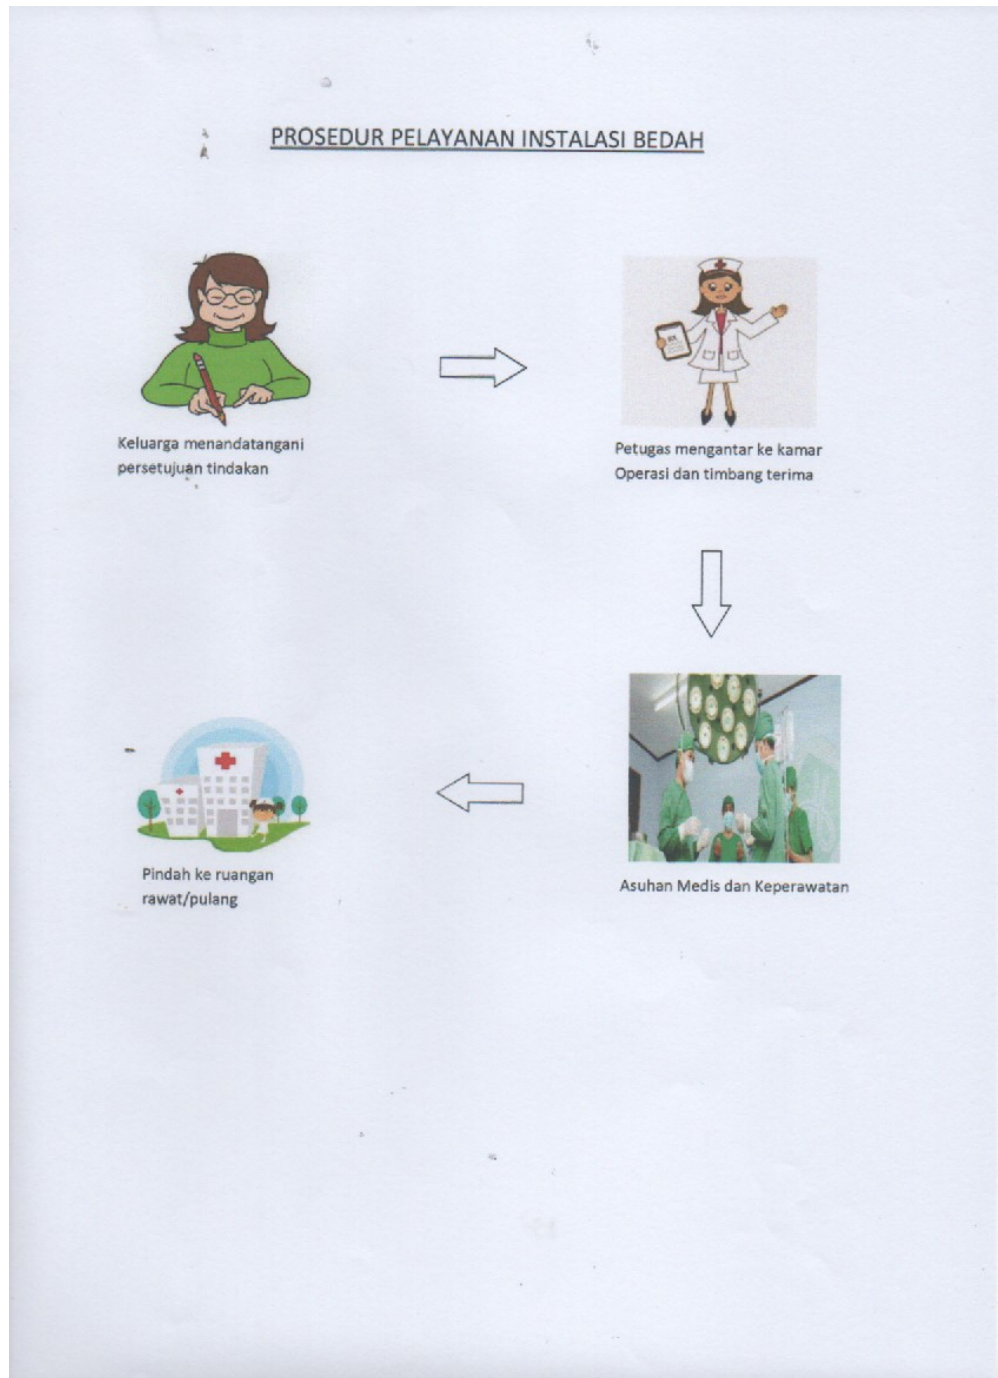 PROSEDUR PELAYANAN INSTALASI BEDAH
Keluarga menandatangani
persetujuan tindakan
Petugas mengantar ke kamar
Operasi dan timbang terima
Asuhan Medis dan Keperawatan
Pindah ke ruangan
rawat/pulang